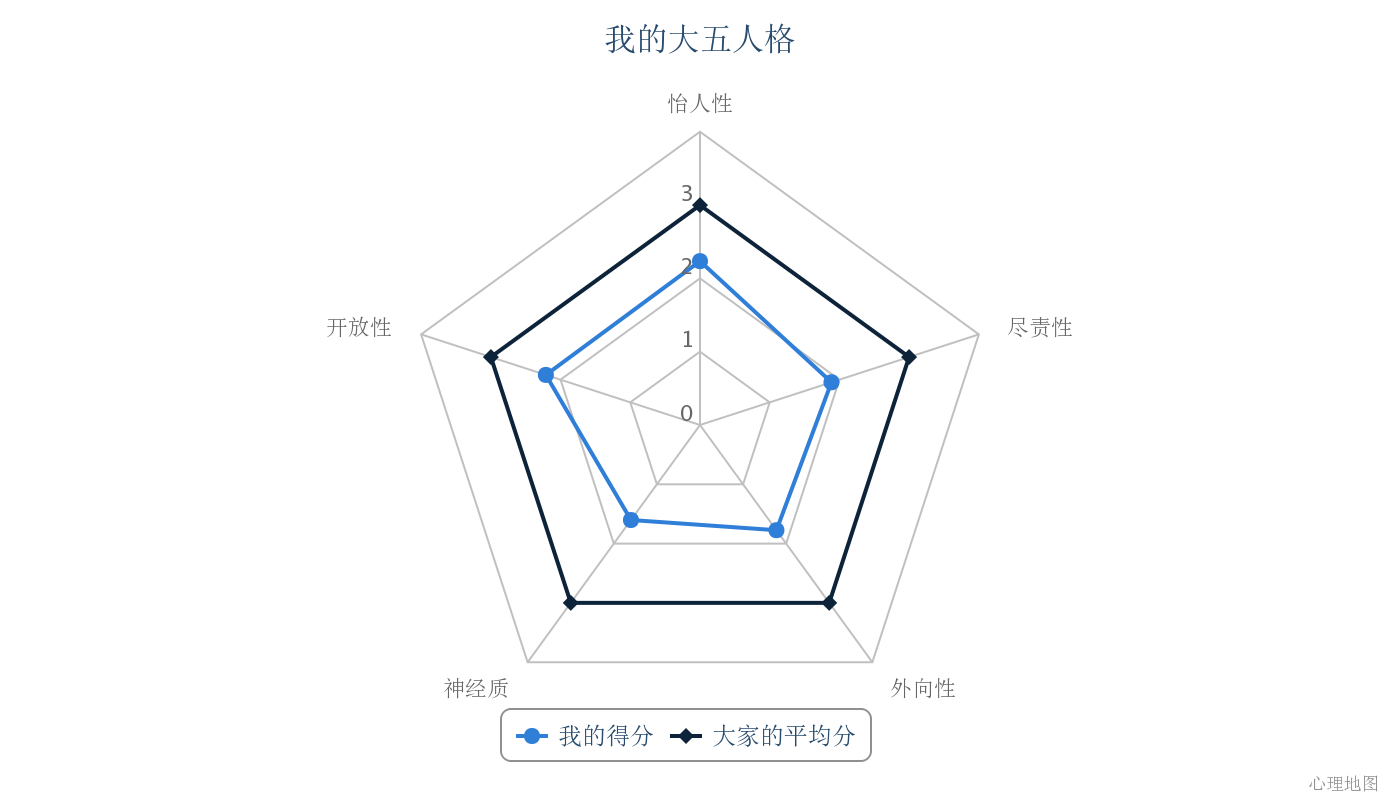 我的大五人格
怡人性
3
开放性
2
尽责性
1
0
神经质
外向性
我的得分 大家的平均分
心理地图